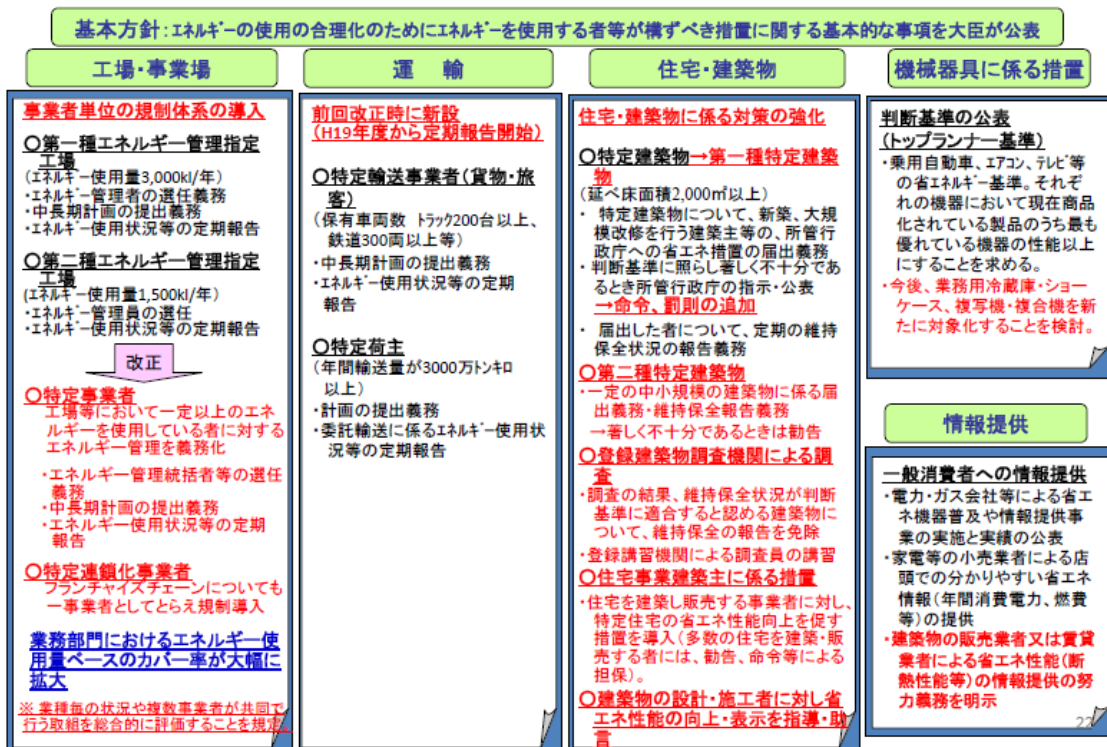 基本方針：ｴﾈﾙｷﾞｰの使用の合理化のためにｴﾈﾙｷﾞｰを使用する者等が構ずべき措置に関する基本的な事項を大臣が公表
工場・事業場
事業者単位の規制体系の導入
○第一種エネルギー管理指定
工場
(ｴﾈﾙｷﾞｰ使用量3,000kl/年)
・エネルギー管理者の選任義務
・中長期計画の提出義務
・エネルギー使用状況等の定期報告
○第二種エネルギー管理指定
工場
(ｴﾈﾙｷﾞｰ使用量1,500kl/年)
・エネルギー管理員の選任
・エネルギー使用状況等の定期報告
改正
○特定事業者
工場等において一定以上のエネ
ルギーを使用している者に対する
エネルギー管理を義務化
・エネルギー管理統括者等の選任
義務
・中長期計画の提出義務
・エネルギー使用状況等の定期
報告
○特定連鎖化事業者
フランチャイズチェーンについても
一事業者としてとらえ規制導入
業務部門におけるエネルギー使
用量ベースのカバー率が大幅に
拡大
※ 業種毎の状況や複数事業者が共同で
行う取組を総合的に評価することを規定。
運　輸
前回改正時に新設
(H19年度から定期報告開始)
○特定輸送事業者(貨物・旅
客)
(保有車両数 トラック200台以上、
鉄道300両以上等)
・中長期計画の提出義務
・エネルギー使用状況等の定期
報告
○特定荷主
(年間輸送量が3000万トンキロ
以上)
・計画の提出義務
・委託輸送に係るエネルギー使用状
況等の定期報告
住宅・建築物
住宅・建築物に係る対策の強化
○特定建築物→第一種特定建築
物
(延べ床面積2,000㎡以上)
・ 特定建築物について、新築、大規
模改修を行う建築主等の、所管行
政庁への省エネ措置の届出義務
・判断基準に照らし著しく不十分であ
るとき所管行政庁の指示・公表
→命令、罰則の追加
・ 届出した者について、定期の維持
保全状況の報告義務
○第二種特定建築物
・一定の中小規模の建築物に係る届
出義務・維持保全報告義務
→著しく不十分であるときは勧告
○登録建築物調査機関による調
査
・調査の結果、維持保全状況が判断
基準に適合すると認める建築物に
ついて、維持保全の報告を免除
・登録講習機関による調査員の講習
○住宅事業建築主に係る措置
・住宅を建築し販売する事業者に対し、
特定住宅の省エネ性能向上を促す
措置を導入(多数の住宅を建築・販
売する者には、勧告、命令等による
担保)。
○建築物の設計・施工者に対し省
エネ性能の向上・表示を指導・助
言
機械器具に係る措置
判断基準の公表
(トップランナー基準)
・乗用自動車、ｴｱｺﾝ、ﾃﾚﾋﾞ等
の省エネルギー基準。それぞ
れの機器において現在商品
化されている製品のうち最も
優れている機器の性能以上
にすることを求める。
・今後、業務用冷蔵庫・ショー
ケース、複写機・複合機を新
たに対象化することを検討。
情報提供
一般消費者への情報提供
・電力・ガス会社等による省エ
ネ機器普及や情報提供事
業の実施と実績の公表
・家電等の小売業者による店
頭での分かりやすい省エネ
情報(年間消費電力、燃費
等)の提供
・建築物の販売業者又は賃貸
業者による省エネ性能(断
熱性能等)の情報提供の努
力義務を明示
22